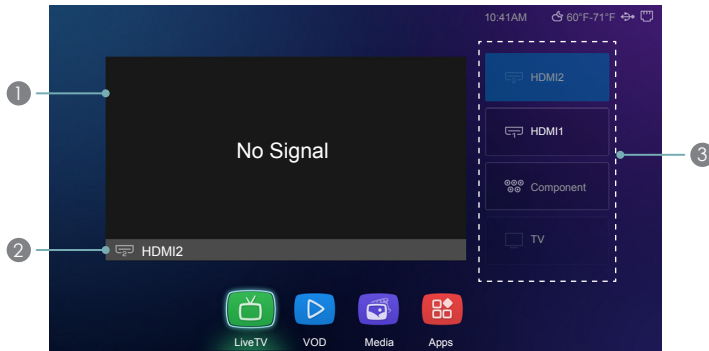 10:41AM 60°F-71°F
1
HDMI2
No Signal
HDMI1
3
Component
2
HDMI2
TV
LiveTV VOD Media Apps